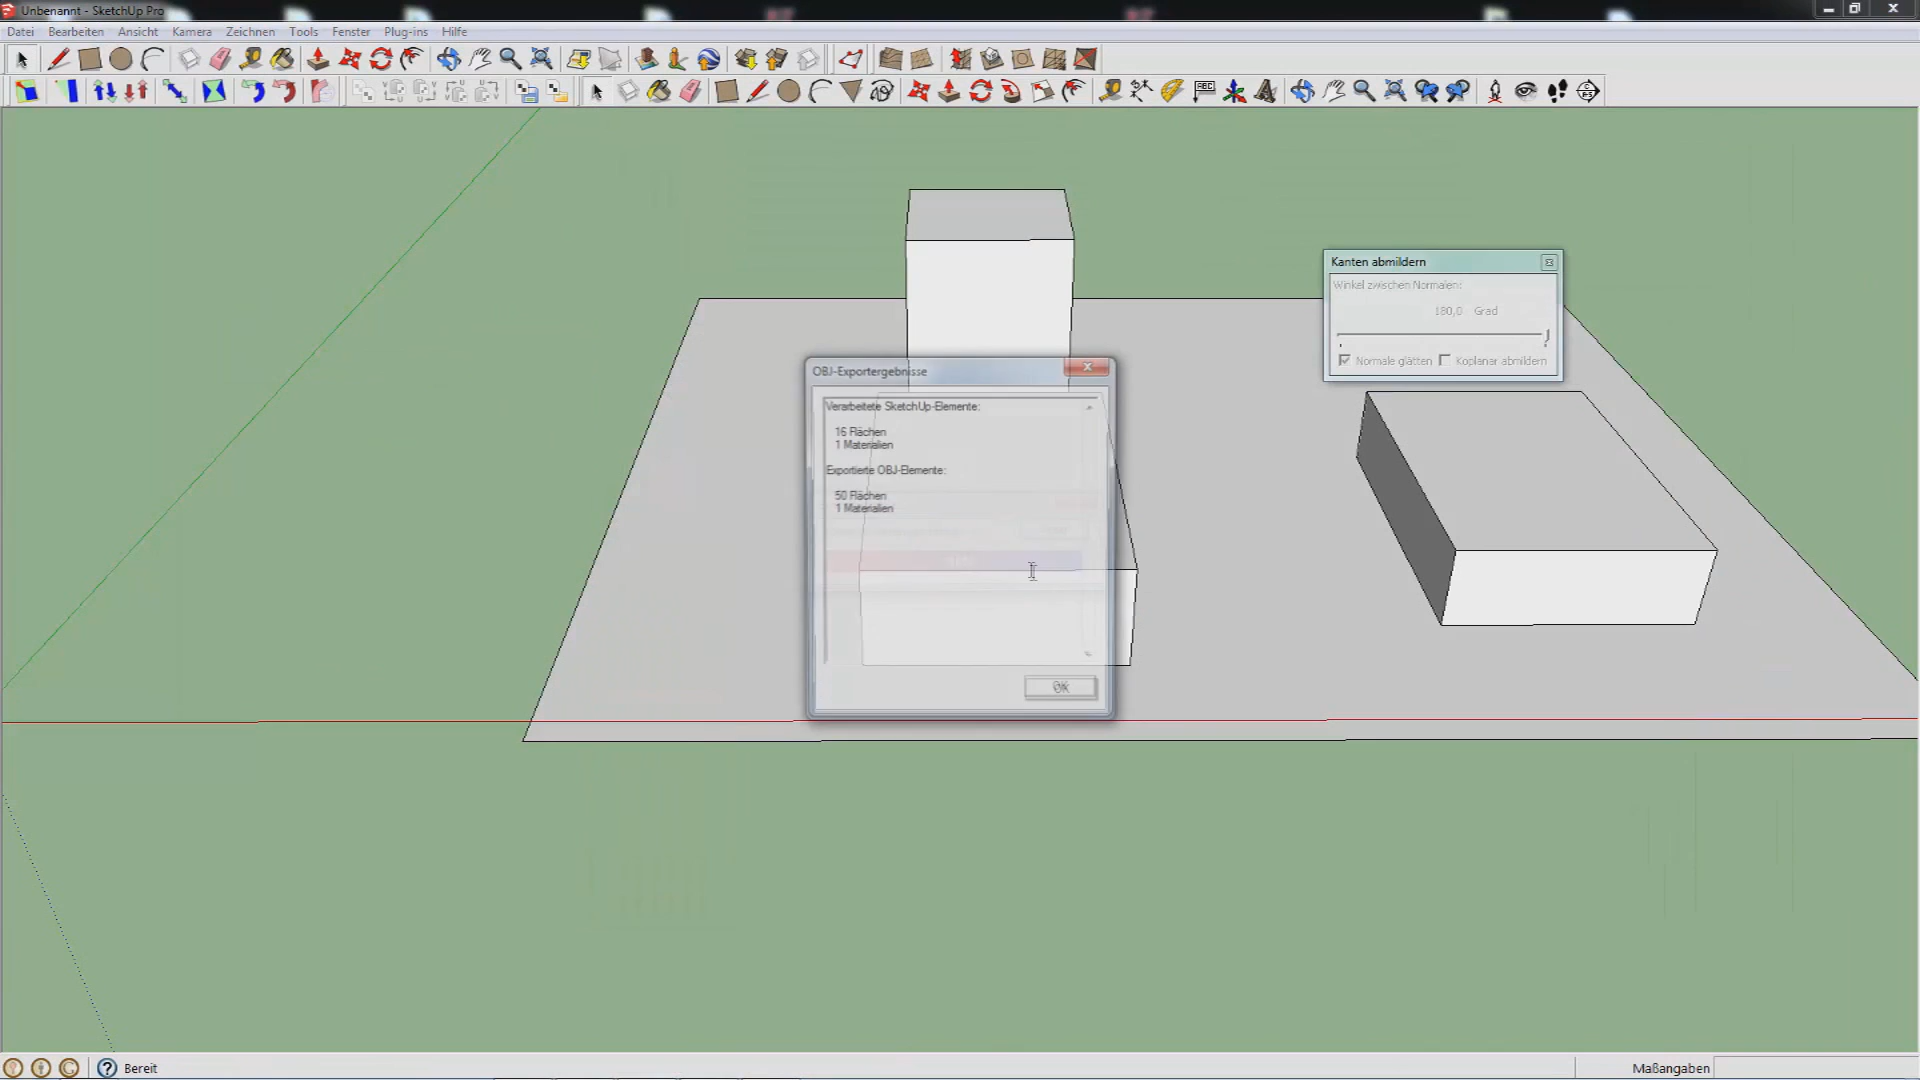 Unbenannt - SketchUp Pro
Datei Bearbeiten Ansicht Kamera Zeichnen Tools Fenster Plug-ins Hilfe
ABC
Kanten abmildern
Winkel zwischen Normalen:
180,0 Grad
Normale glätten Koplanar abmildern
OBJ-Exportergebnisse
Verarbeitete SketchUp-Elemente:
16 Flächen
1 Materialien
Exportierte OBJ-Elemente:
50 Flächen
1 Materialien
OK
Bereit
Maßangaben